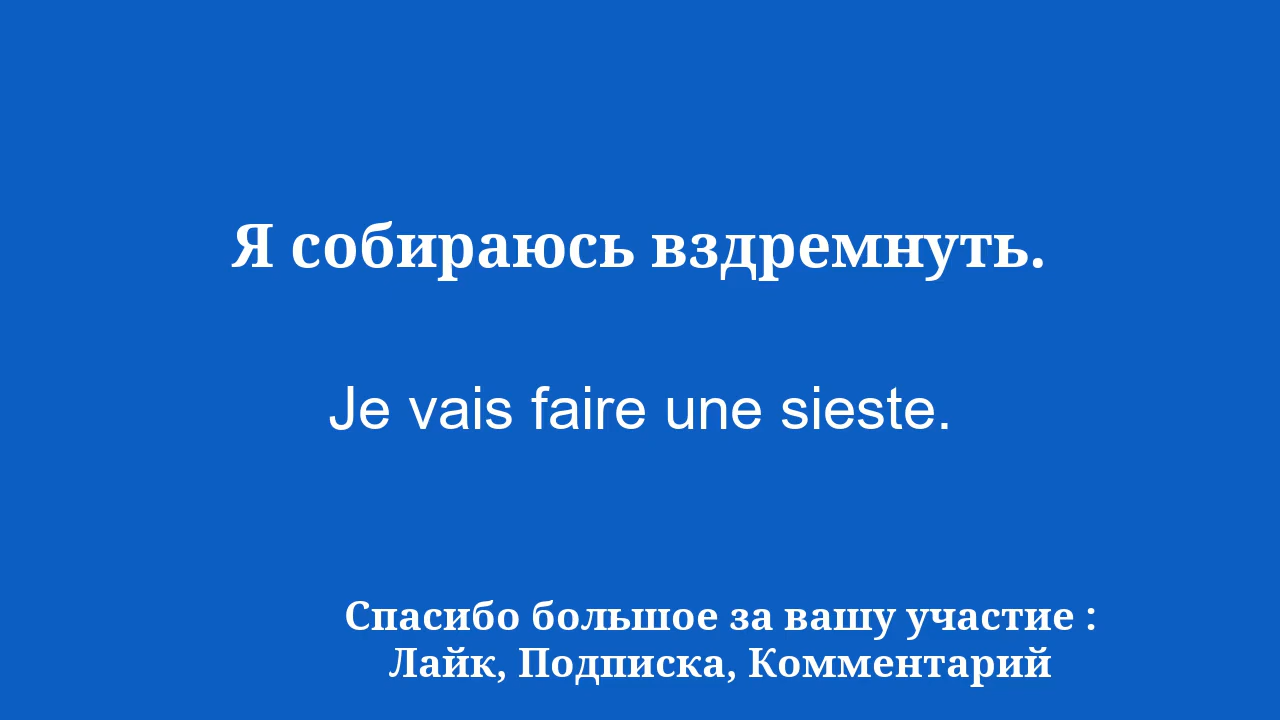 Я собираюсь вздремнуть.
Je vais faire une sieste.
Спасибо большое за вашу участие :
Лайк, Подписка, Комментарий